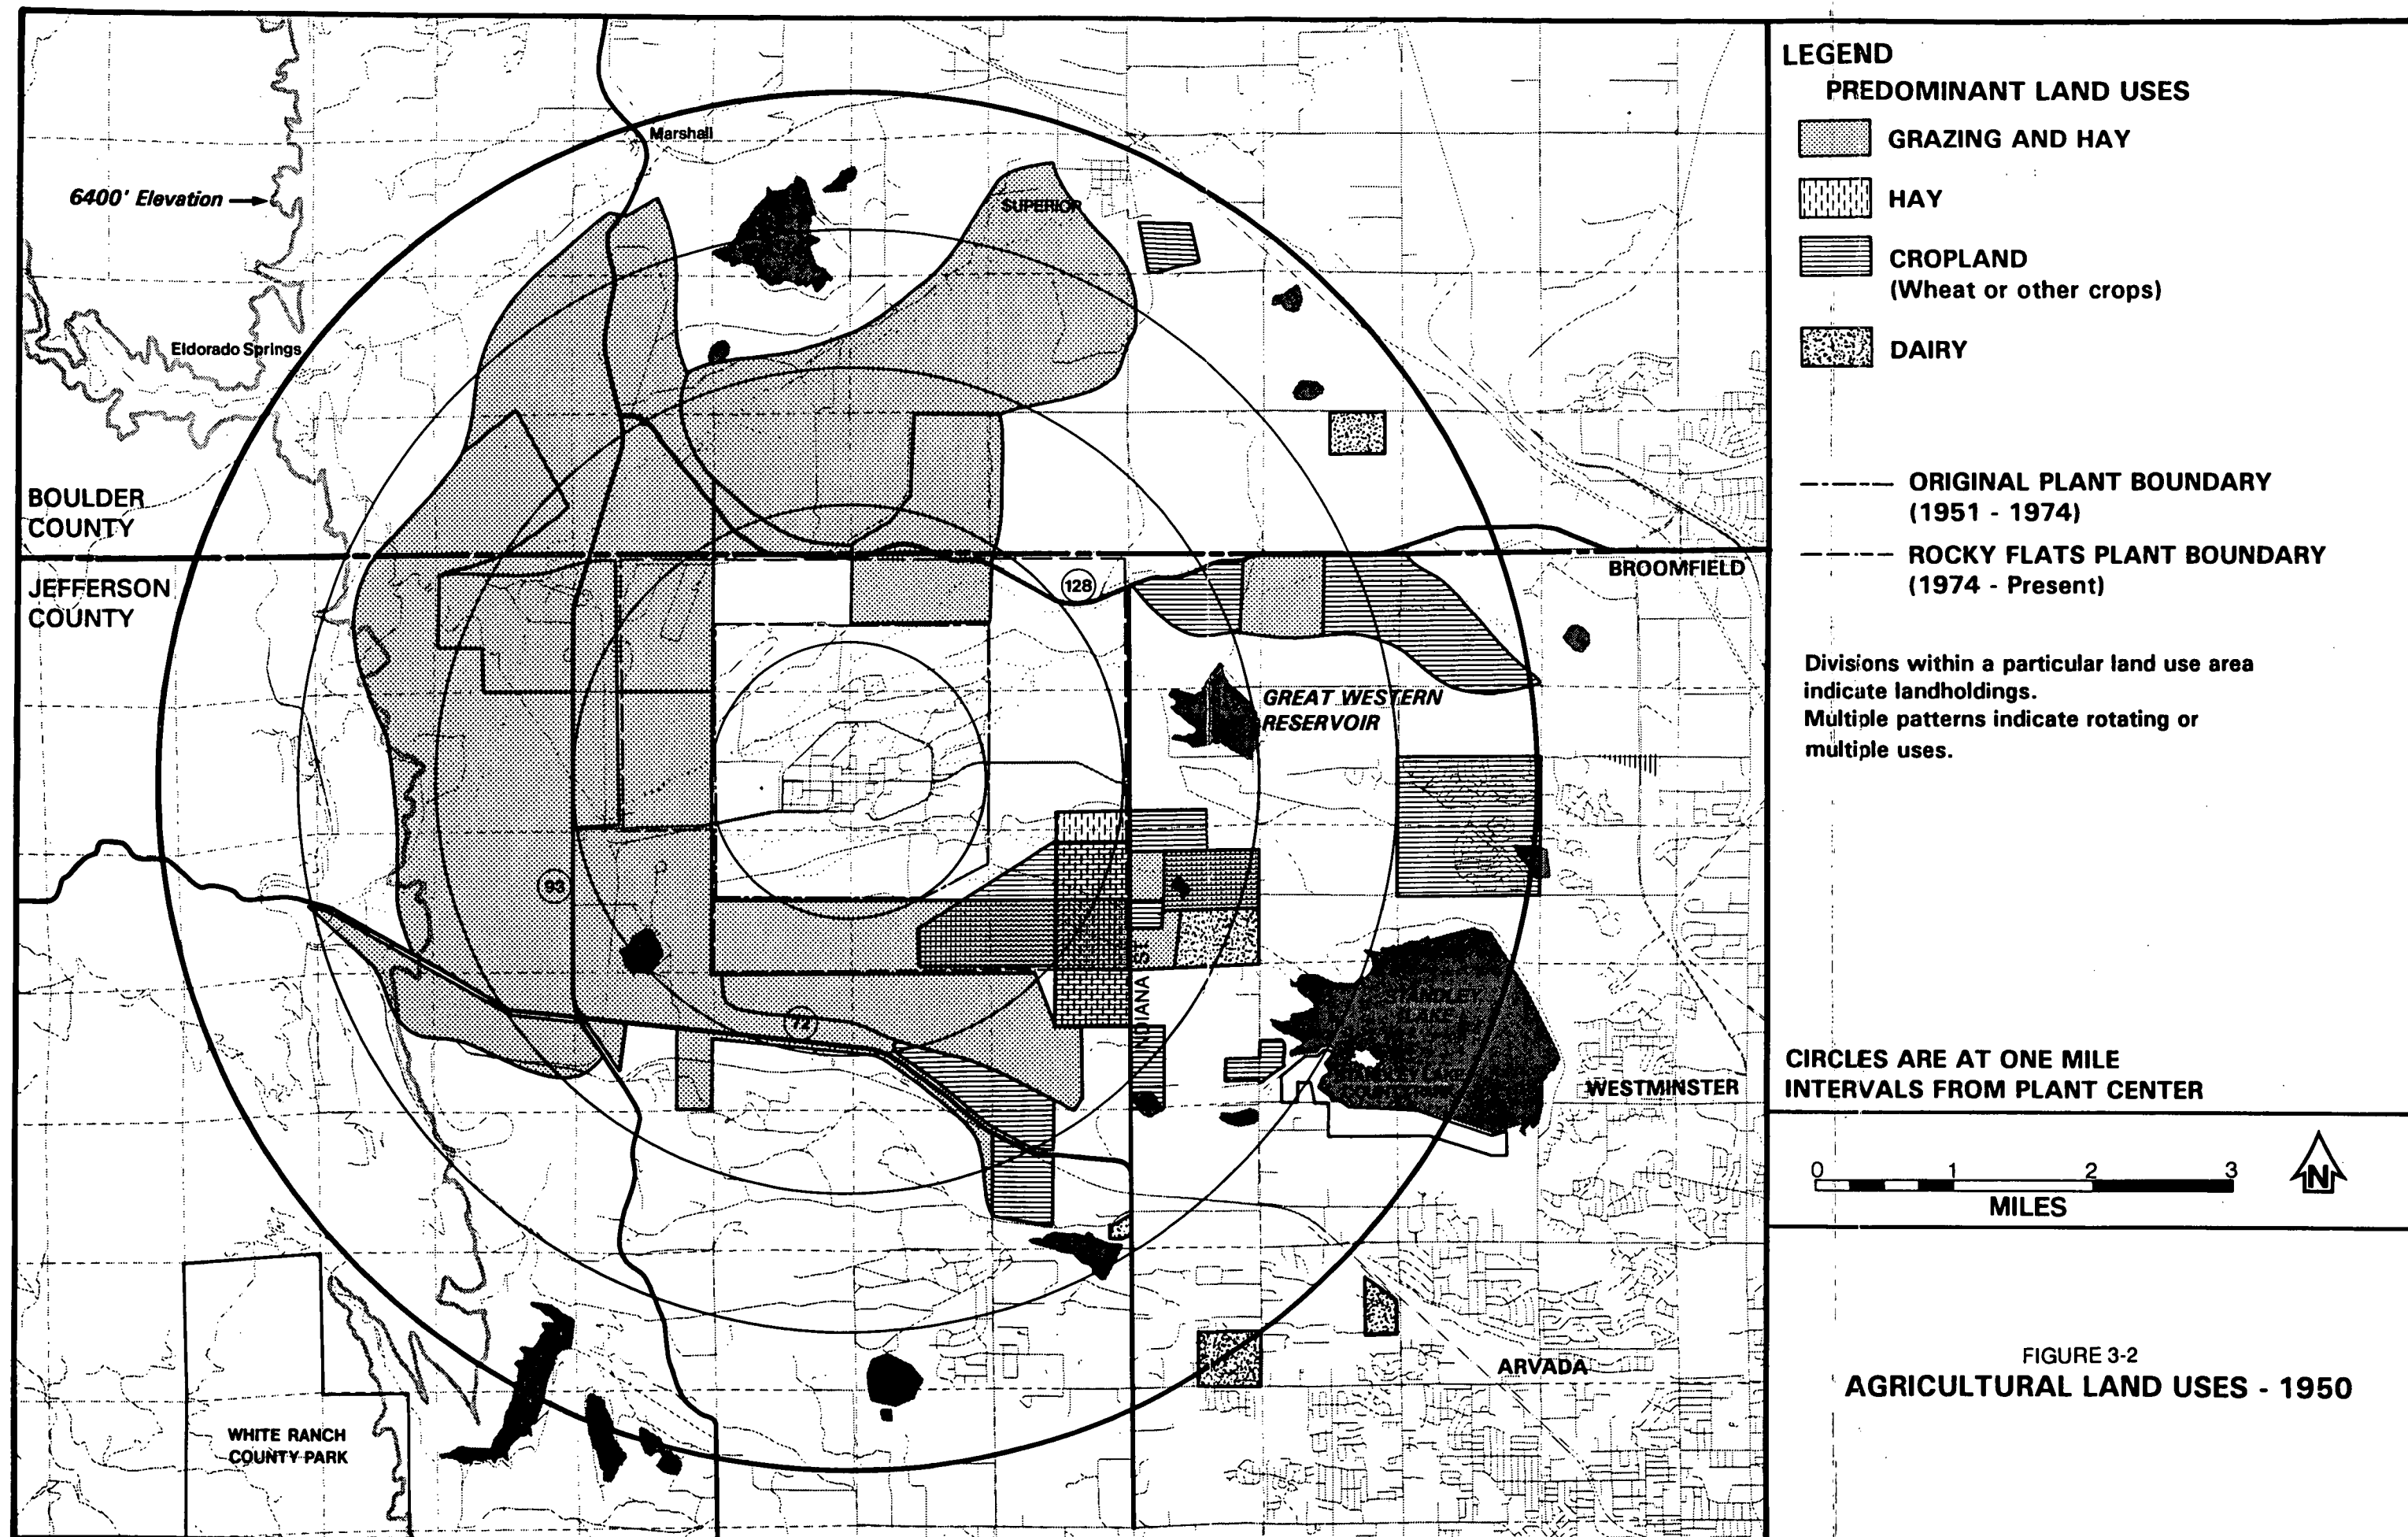 Marshall
6400' Elevation
SUPERIOR
Eldorado Springs
BOULDER
COUNTY
JEFFERSON
COUNTY
128
BROOMFIELD
GREAT WESTERN
RESERVOIR
93
INDIANA ST
STANDLEY
LAKE
72
WESTMINSTER
ARVADA
WHITE RANCH
COUNTY PARK
LEGEND
PREDOMINANT LAND USES
GRAZING AND HAY
HAY
CROPLAND
(Wheat or other crops)
DAIRY
ORIGINAL PLANT BOUNDARY
(1951 - 1974)
ROCKY FLATS PLANT BOUNDARY
(1974 - Present)
Divisions within a particular land use area
indicate landholdings.
Multiple patterns indicate rotating or
multiple uses.
CIRCLES ARE AT ONE MILE
INTERVALS FROM PLANT CENTER
0 1 2 3
MILES
N
FIGURE 3-2
AGRICULTURAL LAND USES - 1950